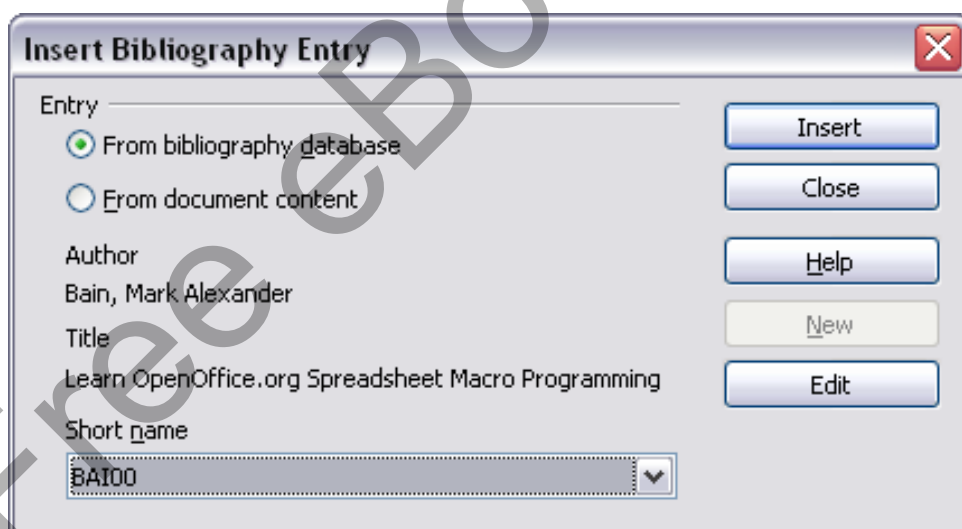 Insert Bibliography Entry
Entry
From bibliography database
From document content
Author
Bain, Mark Alexander
Title
Learn OpenOffice.org Spreadsheet Macro Programming
Short name
BAI00
Insert
Close
Help
New
Edit
Free eBo